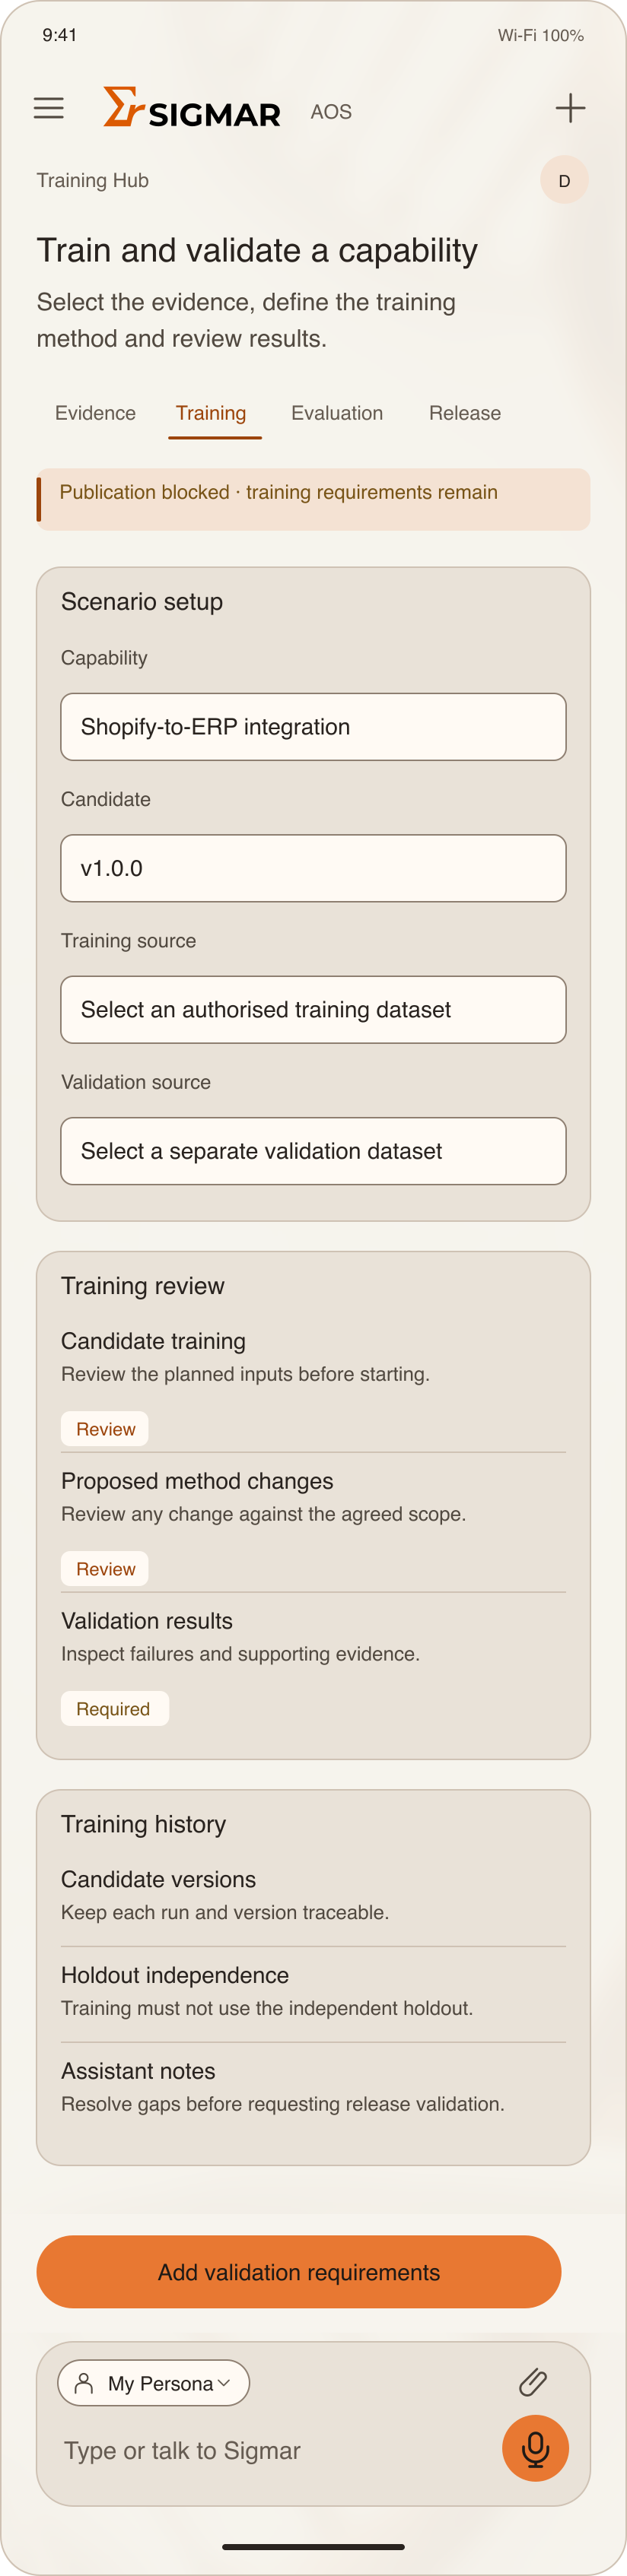 9:41
Wi-Fi 100%
SIGMAR
AOS
Training Hub
D
Train and validate a capability
Select the evidence, define the training
method and review results.
Evidence
Training
Evaluation
Release
Publication blocked · training requirements remain
Scenario setup
Capability
Shopify-to-ERP integration
Candidate
v1.0.0
Training source
Select an authorised training dataset
Validation source
Select a separate validation dataset
Training review
Candidate training
Review the planned inputs before starting.
Review
Proposed method changes
Review any change against the agreed scope.
Review
Validation results
Inspect failures and supporting evidence.
Required
Training history
Candidate versions
Keep each run and version traceable.
Holdout independence
Training must not use the independent holdout.
Assistant notes
Resolve gaps before requesting release validation.
Add validation requirements
My Persona
Type or talk to Sigmar